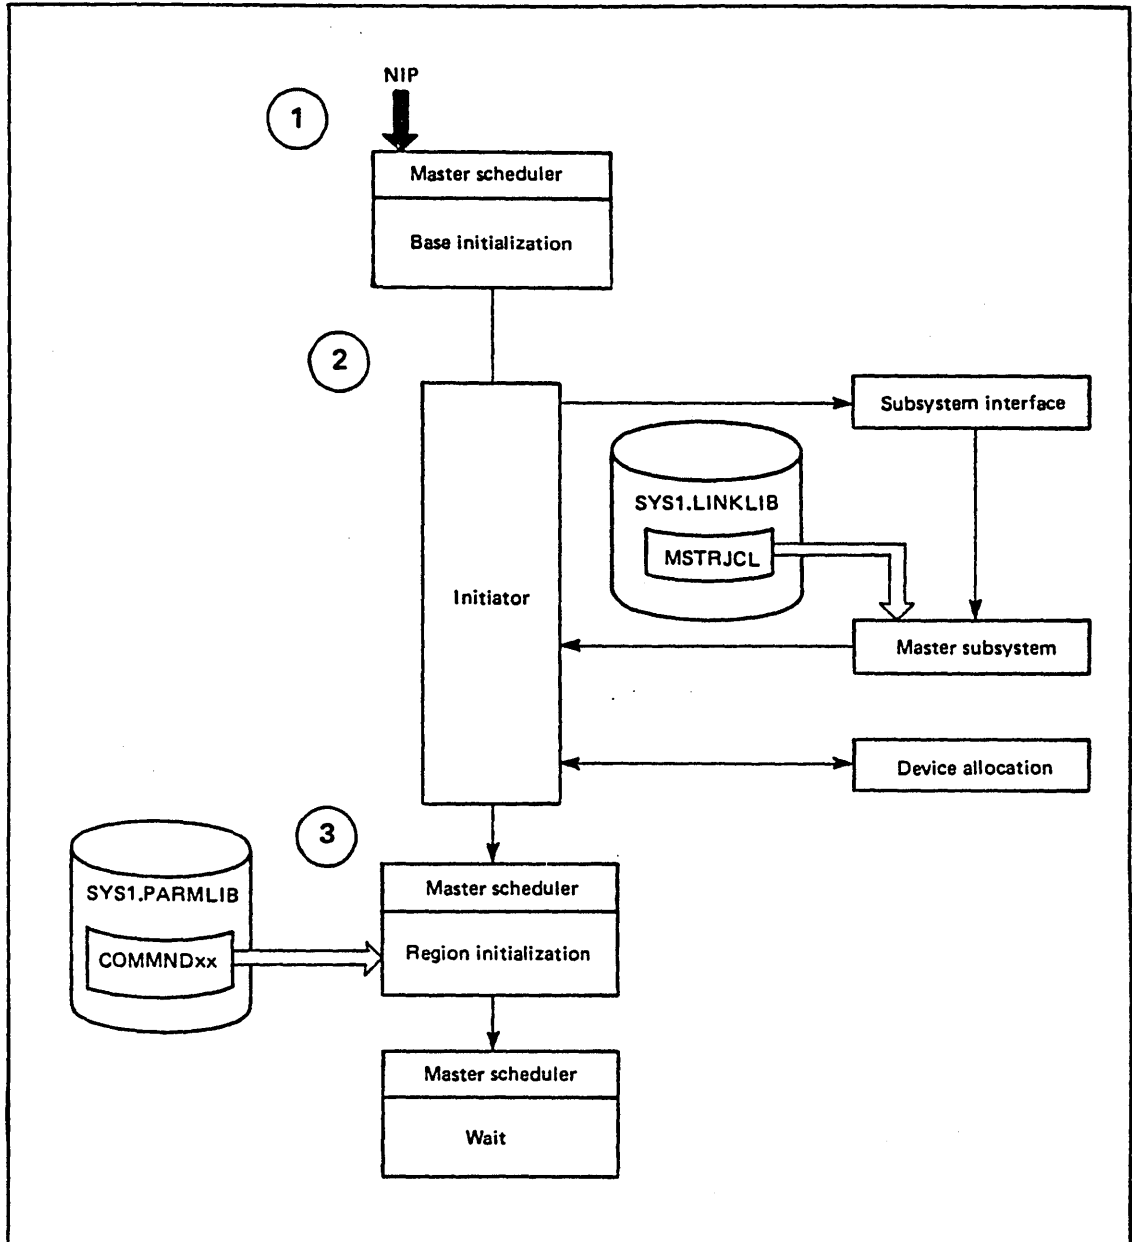 NIP
1
Master scheduler
Base initialization
2
Subsystem interface
SYS1.LINKLIB
MSTRJCL
Initiator
Master subsystem
Device allocation
3
SYS1.PARMLIB
COMMNDxx
Master scheduler
Region initialization
Master scheduler
Wait